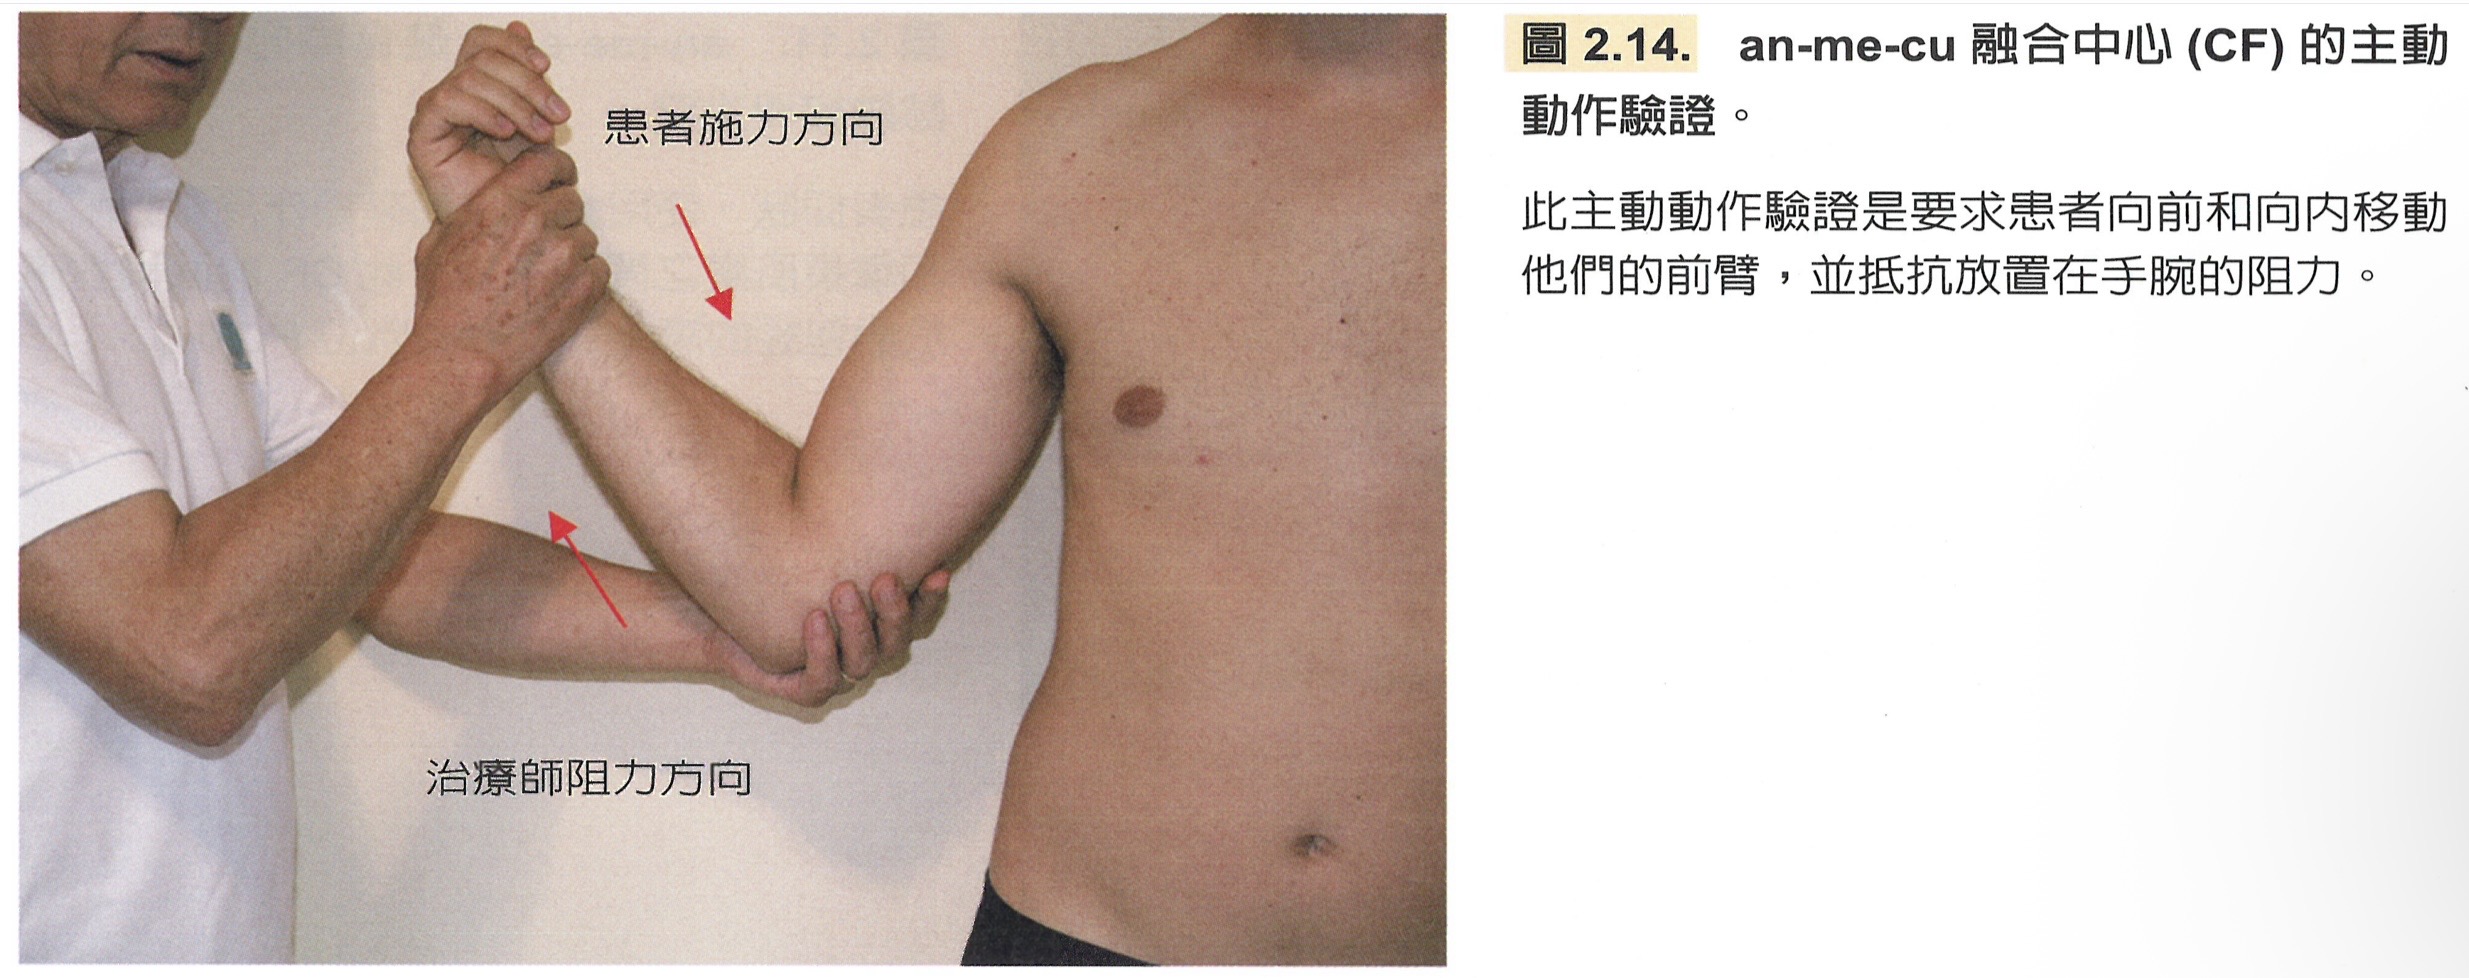 患者施力方向
治療師阻力方向
圖 2.14. an-me-cu 融合中心 (CF) 的主動
動作驗證。
此主動動作驗證是要求患者向前和向內移動
他們的前臂，並抵抗放置在手腕的阻力。